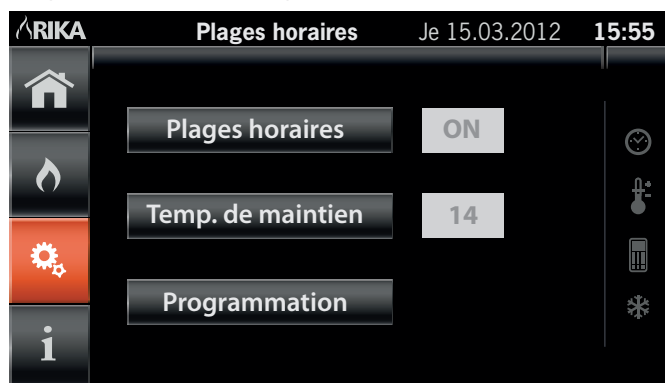 RIKA Plages horaires Je 15.03.2012 15:55
Plages horaires ON
Temp. de maintien 14
Programmation
i